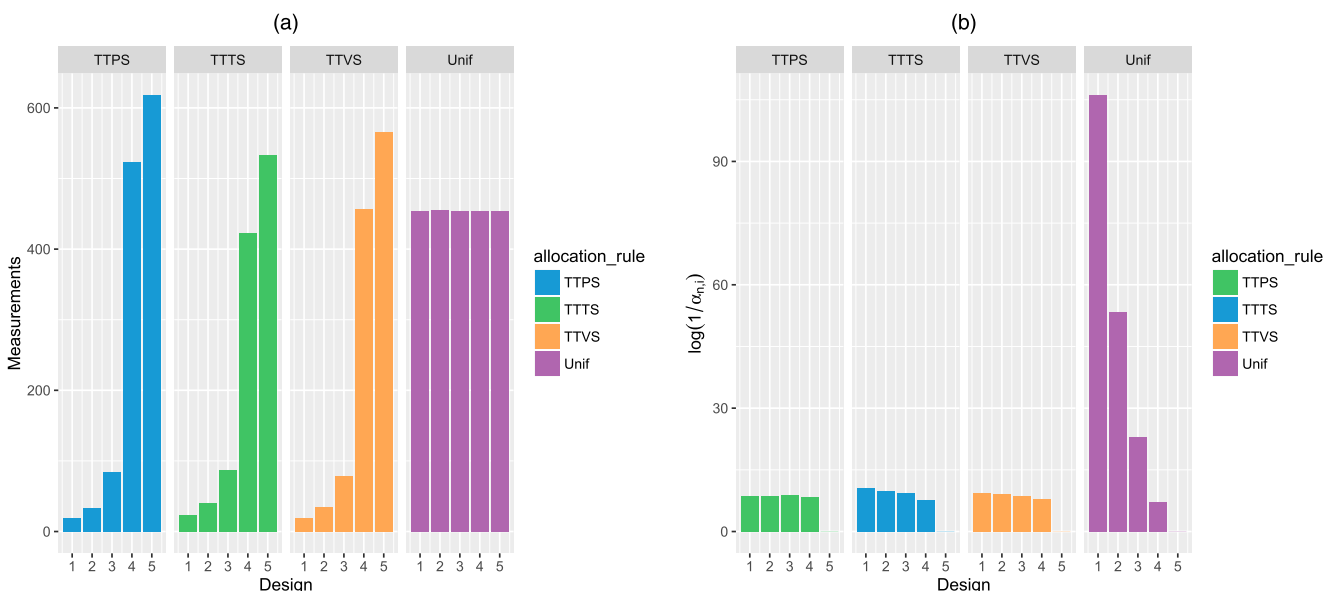 (a)
TTPS TTTS TTVS Unif
600
400
200
0
Measurements
1 2 3 4 5 1 2 3 4 5 1 2 3 4 5 1 2 3 4 5
Design
allocation_rule
TTPS
TTTS
TTVS
Unif
(b)
TTPS TTTS TTVS Unif
90
60
30
0
log(1/αn,i)
1 2 3 4 5 1 2 3 4 5 1 2 3 4 5 1 2 3 4 5
Design
allocation_rule
TTPS
TTTS
TTVS
Unif